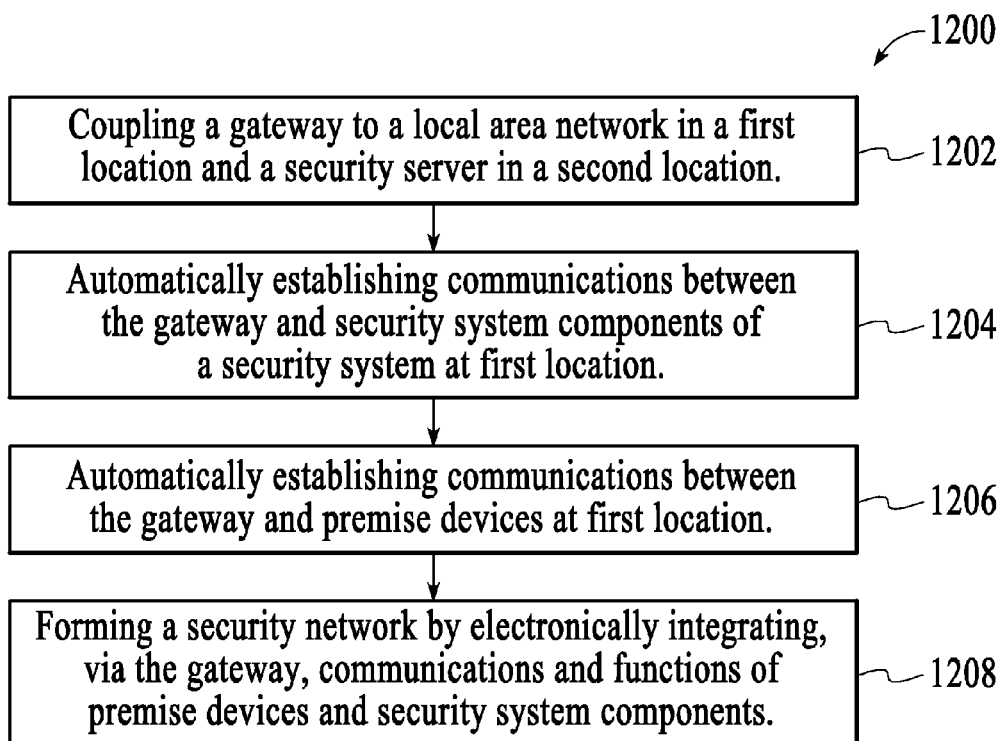 1200
Coupling a gateway to a local area network in a first
location and a security server in a second location.
1202
Automatically establishing communications between
the gateway and security system components of
a security system at first location.
1204
Automatically establishing communications between
the gateway and premise devices at first location.
1206
Forming a security network by electronically integrating,
via the gateway, communications and functions of
premise devices and security system components.
1208